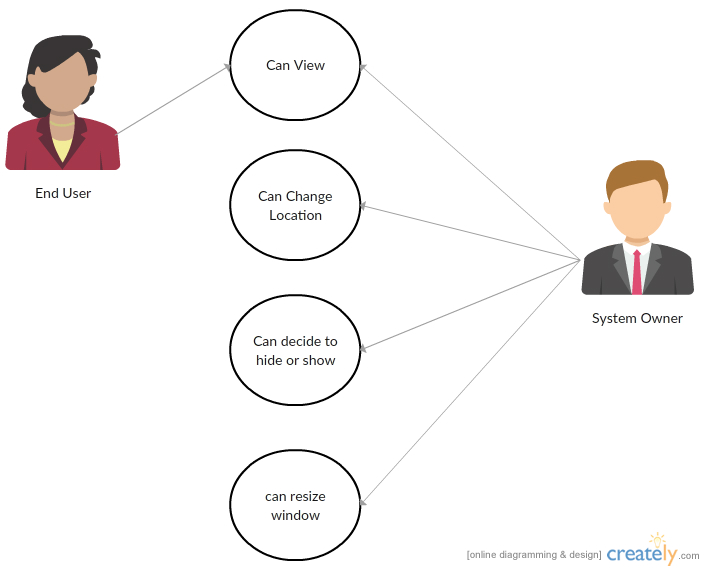 Can View
End User
Can Change
Location
System Owner
Can decide to
hide or show
can resize
window
[online diagramming & design] creately.com